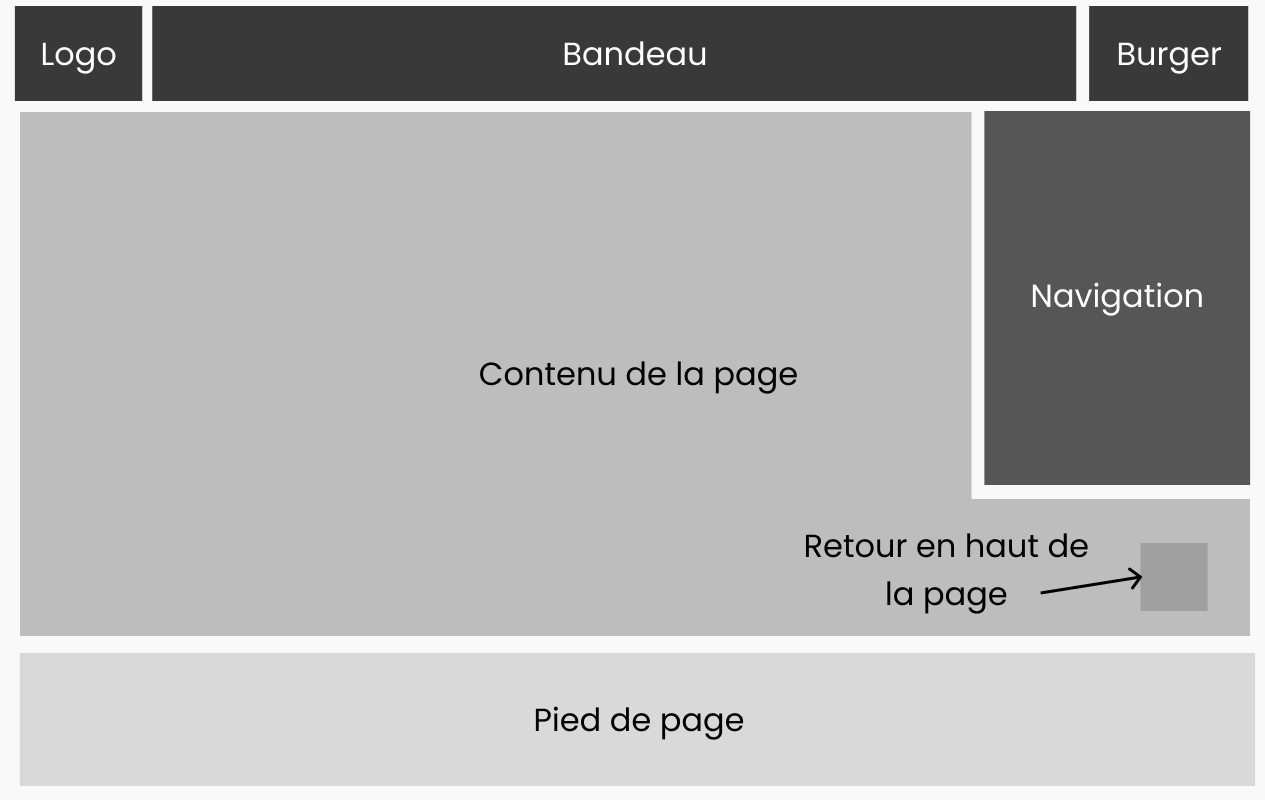 Logo
Bandeau
Burger
Navigation
Contenu de la page
Retour en haut de
la page
Pied de page